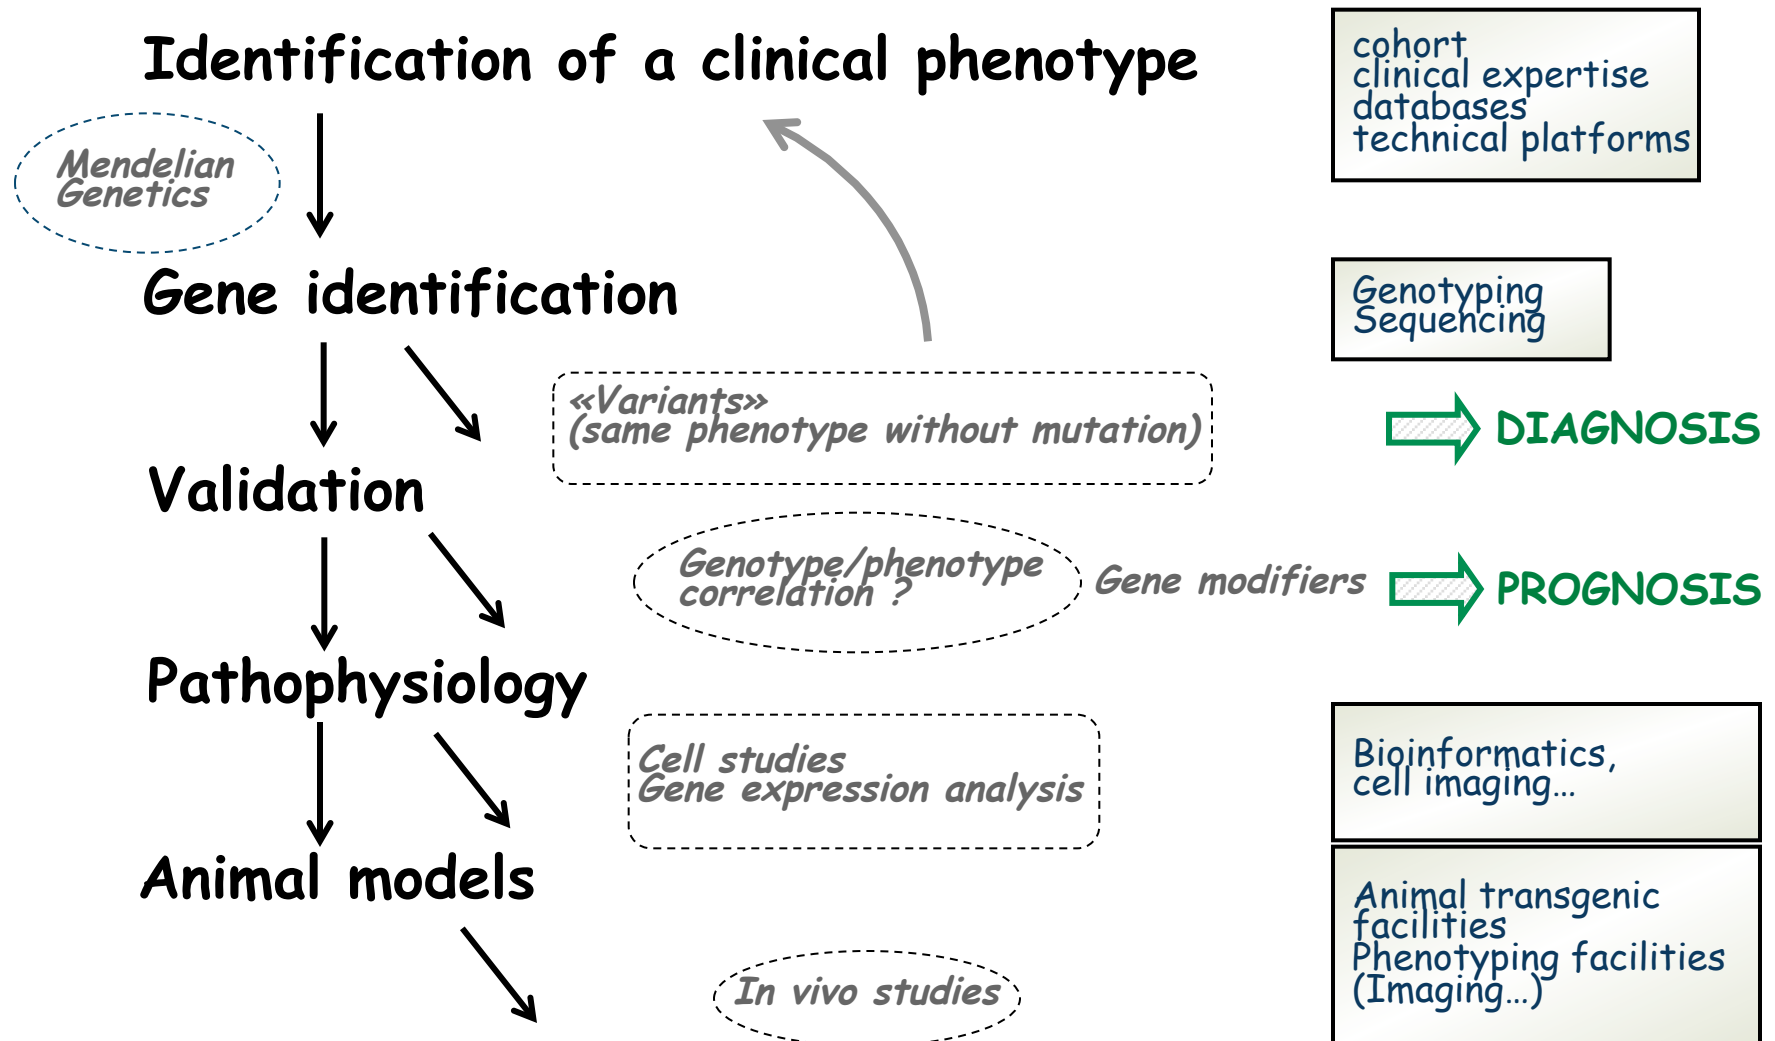 Identification of a clinical phenotype
cohort
clinical expertise
databases
technical platforms
Mendelian
Genetics
Gene identification
Genotyping
Sequencing
«Variants»
(same phenotype without mutation)
DIAGNOSIS
Validation
Genotype/phenotype
correlation ?
Gene modifiers
PROGNOSIS
Pathophysiology
Cell studies
Gene expression analysis
Bioinformatics,
cell imaging…
Animal models
Animal transgenic
facilities
Phenotyping facilities
(Imaging…)
In vivo studies